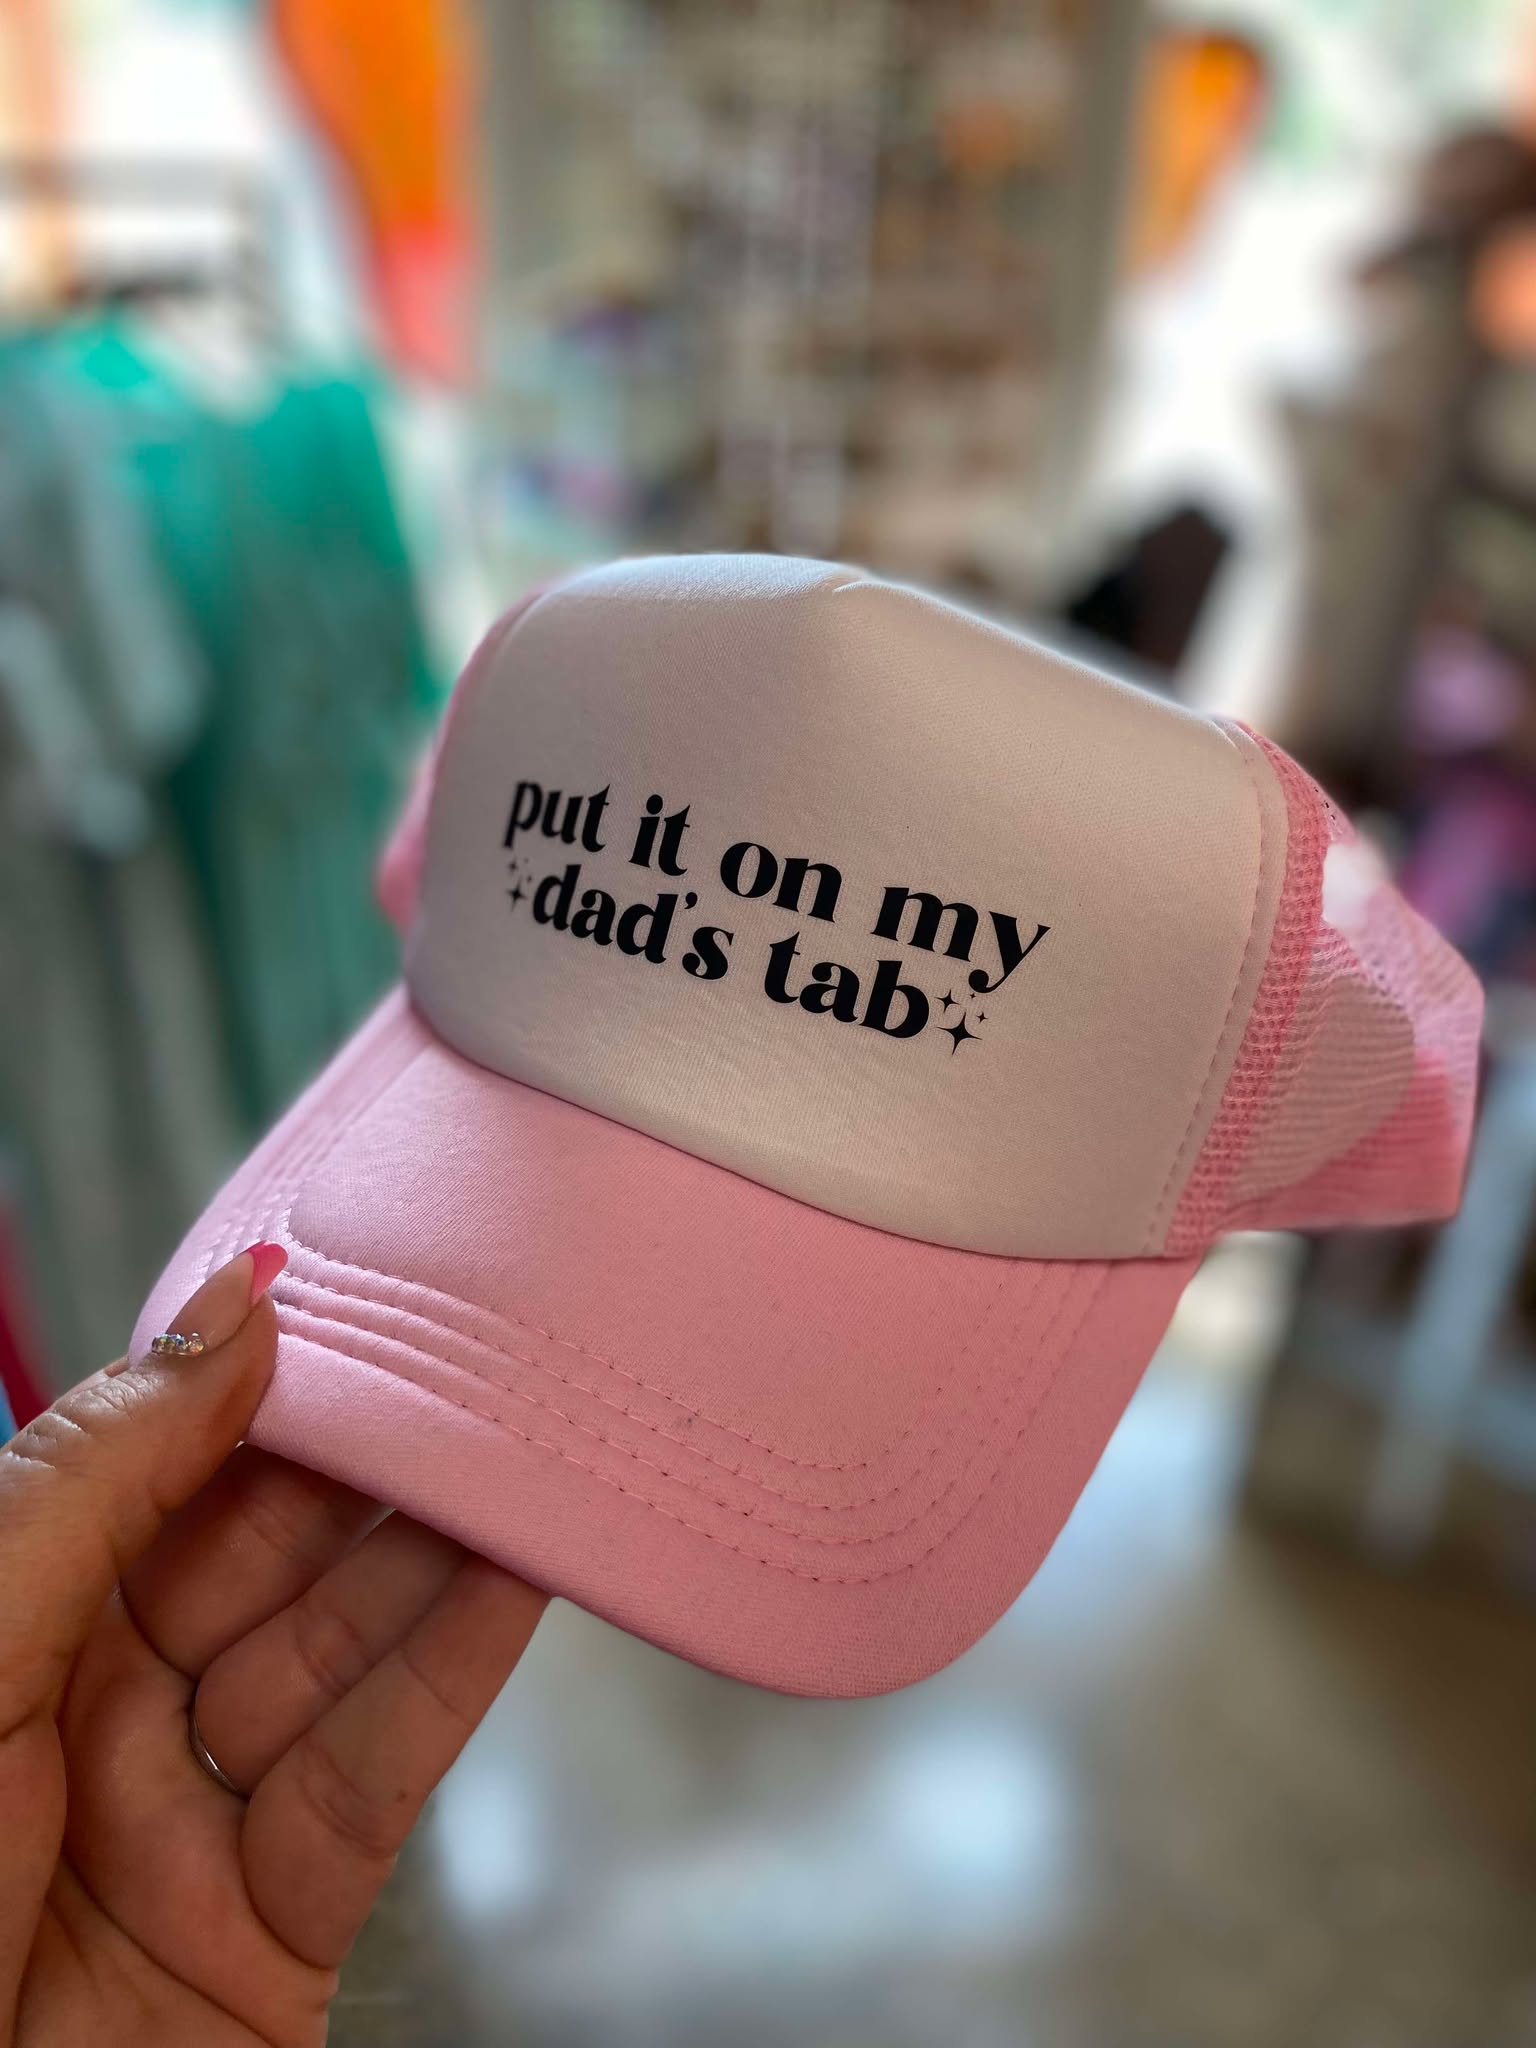 put it on my
dad's tab